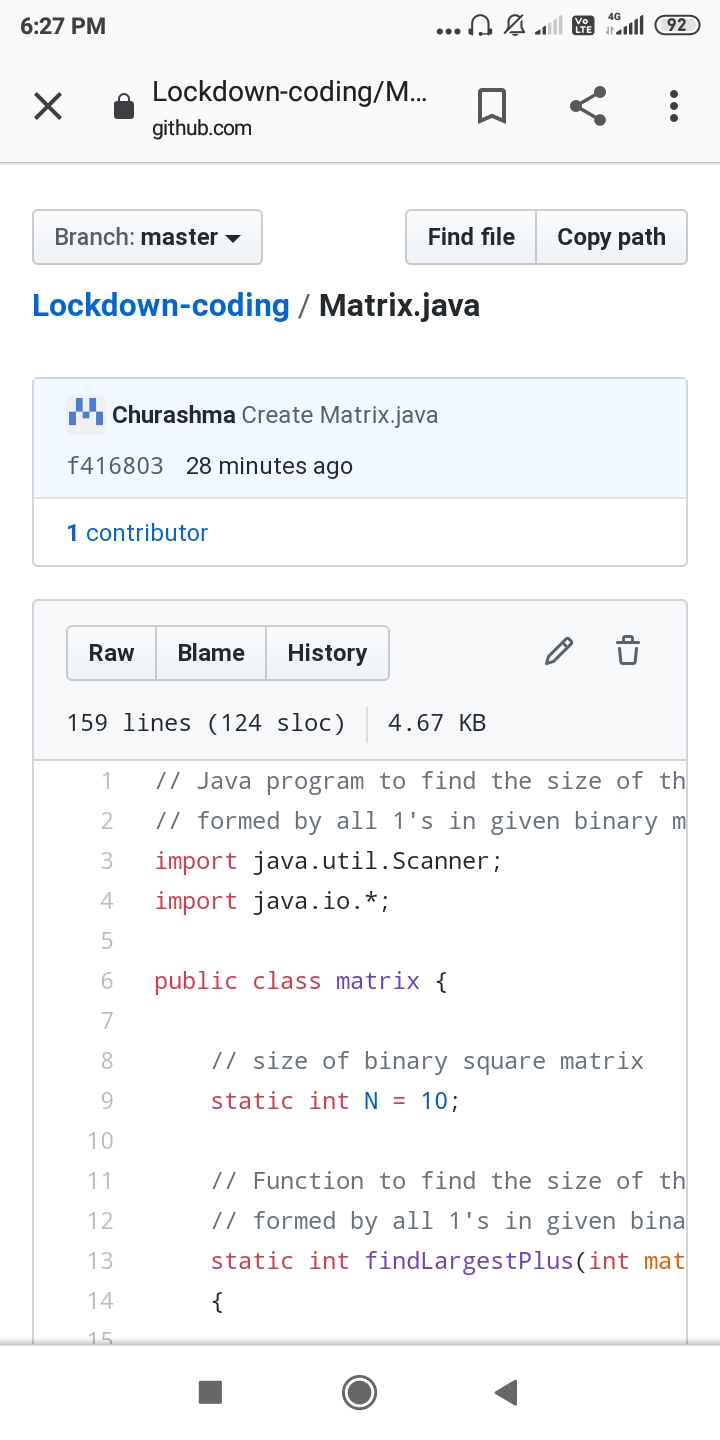 6:27 PM
... Vo LTE 4G 92
Lockdown-coding/M...
github.com
Branch: master
Find file Copy path
Lockdown-coding / Matrix.java
Churashma Create Matrix.java
f416803 28 minutes ago
1 contributor
Raw Blame History
159 lines (124 sloc) 4.67 KB
1 // Java program to find the size of th
2 // formed by all 1's in given binary m
3 import java.util.Scanner;
4 import java.io.*;
5
6 public class matrix {
7
8 // size of binary square matrix
9 static int N = 10;
10
11 // Function to find the size of th
12 // formed by all 1's in given bina
13 static int findLargestPlus(int mat
14 {
15